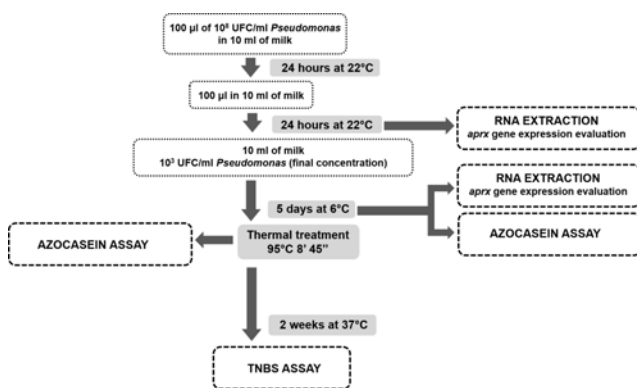 100 µl of 10⁸ UFC/ml Pseudomonas
in 10 ml of milk
24 hours at 22°C
100 µl in 10 ml of milk
24 hours at 22°C
RNA EXTRACTION
aprx gene expression evaluation
10 ml of milk
10³ UFC/ml Pseudomonas (final concentration)
RNA EXTRACTION
aprx gene expression evaluation
5 days at 6°C
AZOCASEIN ASSAY
Thermal treatment
95°C 8' 45"
AZOCASEIN ASSAY
2 weeks at 37°C
TNBS ASSAY